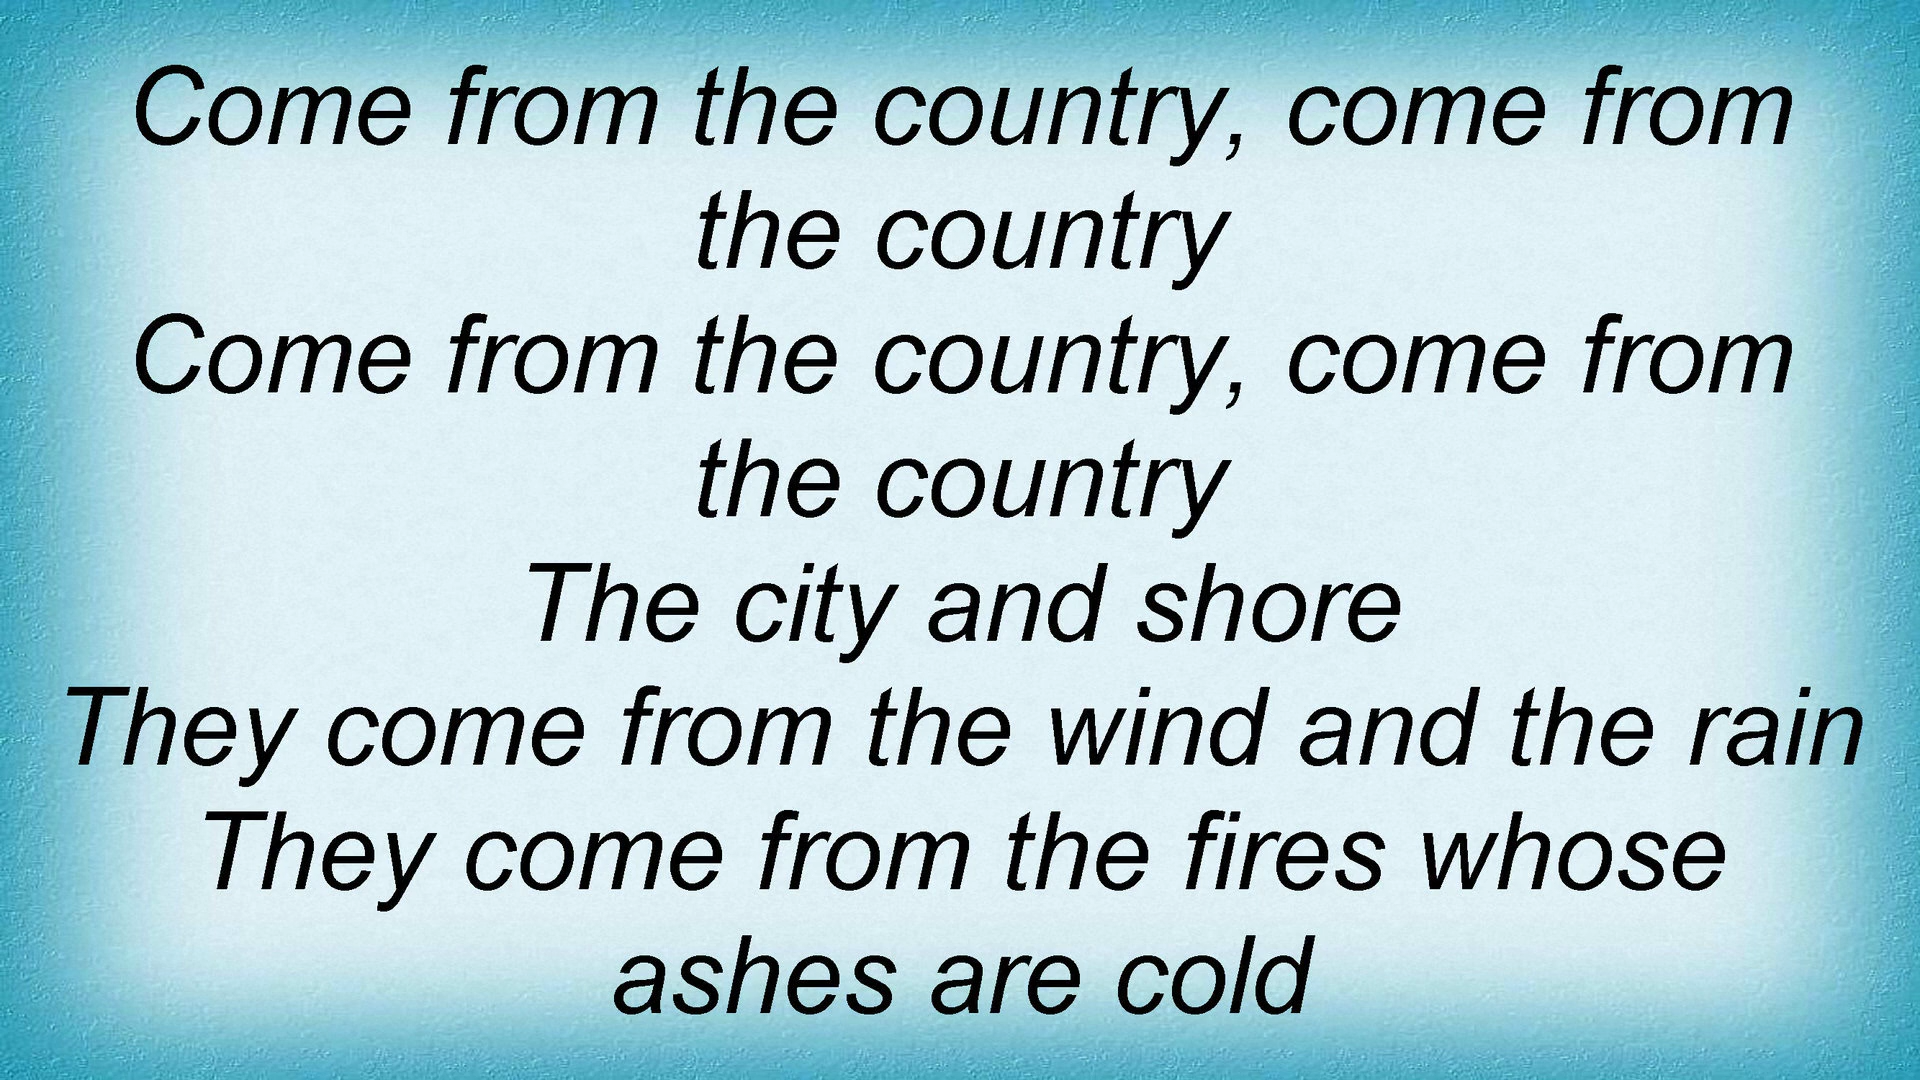 Come from the country, come from
the country
Come from the country, come from
the country
The city and shore
They come from the wind and the rain
They come from the fires whose
ashes are cold